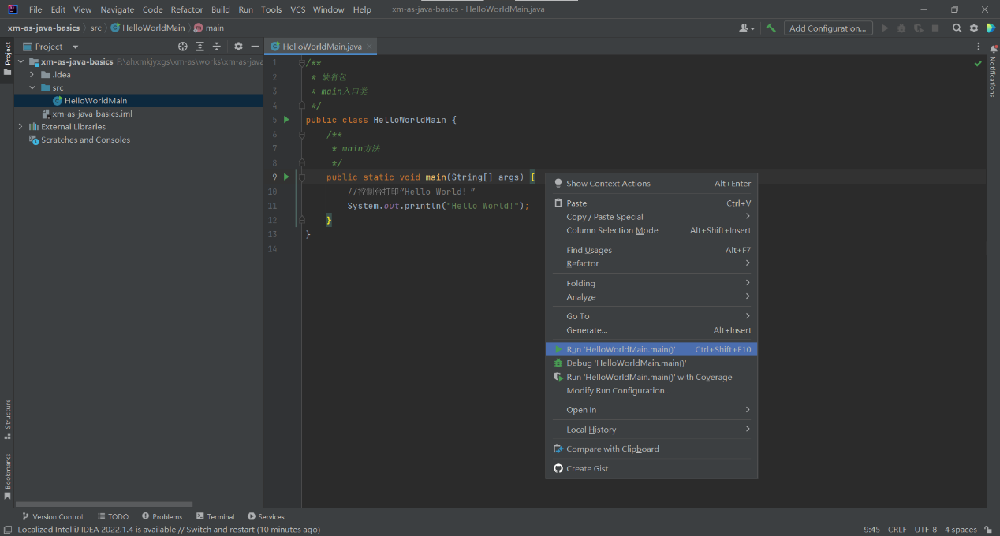 File Edit View Navigate Code Refactor Build Run Tools VCS Window Help xm-as-java-basics - HelloWorldMain.java
xm-as-java-basics src HelloWorldMain main Add Configuration...
Project
Project
HelloWorldMain.java
xm-as-java-basics F:\ahxmkjyxgs\xm-as\works\xm-as-java
.idea
src
HelloWorldMain
xm-as-java-basics.iml
External Libraries
Scratches and Consoles
1 /**
2 * 缺省包
3 * main入口类
4 */
5 public class HelloWorldMain {
6 /**
7 * main方法
8 */
9 public static void main(String[] args) {
10 //控制台打印"Hello World! "
11 System.out.println("Hello World!");
12 }
13 }
14
Show Context Actions Alt+Enter
Paste Ctrl+V
Copy / Paste Special
Column Selection Mode Alt+Shift+Insert
Find Usages Alt+F7
Refactor
Folding
Analyze
Go To
Generate... Alt+Insert
Run 'HelloWorldMain.main()' Ctrl+Shift+F10
Debug 'HelloWorldMain.main()'
Run 'HelloWorldMain.main()' with Coverage
Modify Run Configuration...
Open In
Local History
Compare with Clipboard
Create Gist...
Notifications
Structure
Bookmarks
Version Control TODO Problems Terminal Services
Localized IntelliJ IDEA 2022.1.4 is available // Switch and restart (10 minutes ago) 9:45 CRLF UTF-8 4 spaces